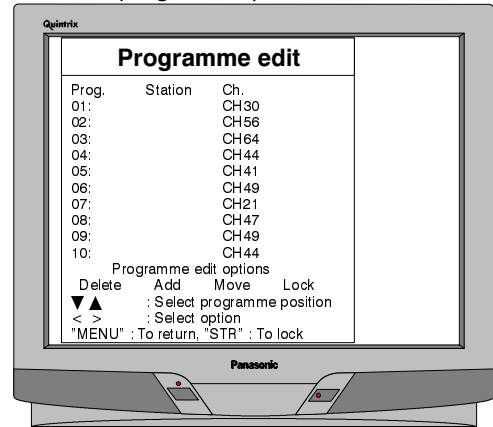 Quintrix
Programme edit
Prog. Station Ch.
01: CH30
02: CH56
03: CH64
04: CH44
05: CH41
06: CH49
07: CH21
08: CH47
09: CH49
10: CH44
Programme edit options
Delete Add Move Lock
▼ ▲ : Select programme position
< > : Select option
"MENU" : To return, "STR" : To lock
Panasonic